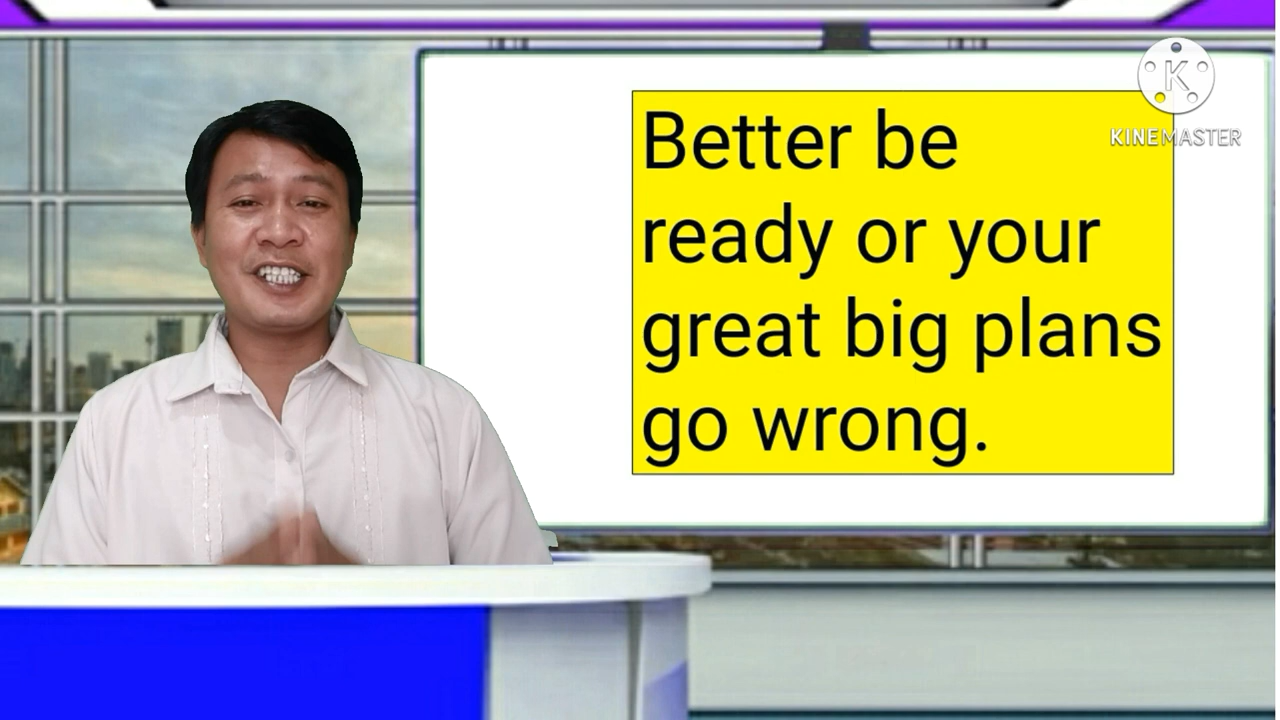 Better be
ready or your
great big plans
go wrong.
K
KINEMASTER